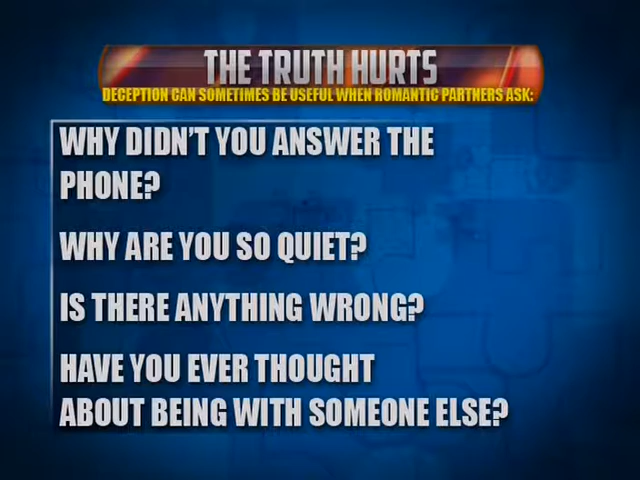 THE TRUTH HURTS
DECEPTION CAN SOMETIMES BE USEFUL WHEN ROMANTIC PARTNERS ASK:
WHY DIDN'T YOU ANSWER THE
PHONE?
WHY ARE YOU SO QUIET?
IS THERE ANYTHING WRONG?
HAVE YOU EVER THOUGHT
ABOUT BEING WITH SOMEONE ELSE?